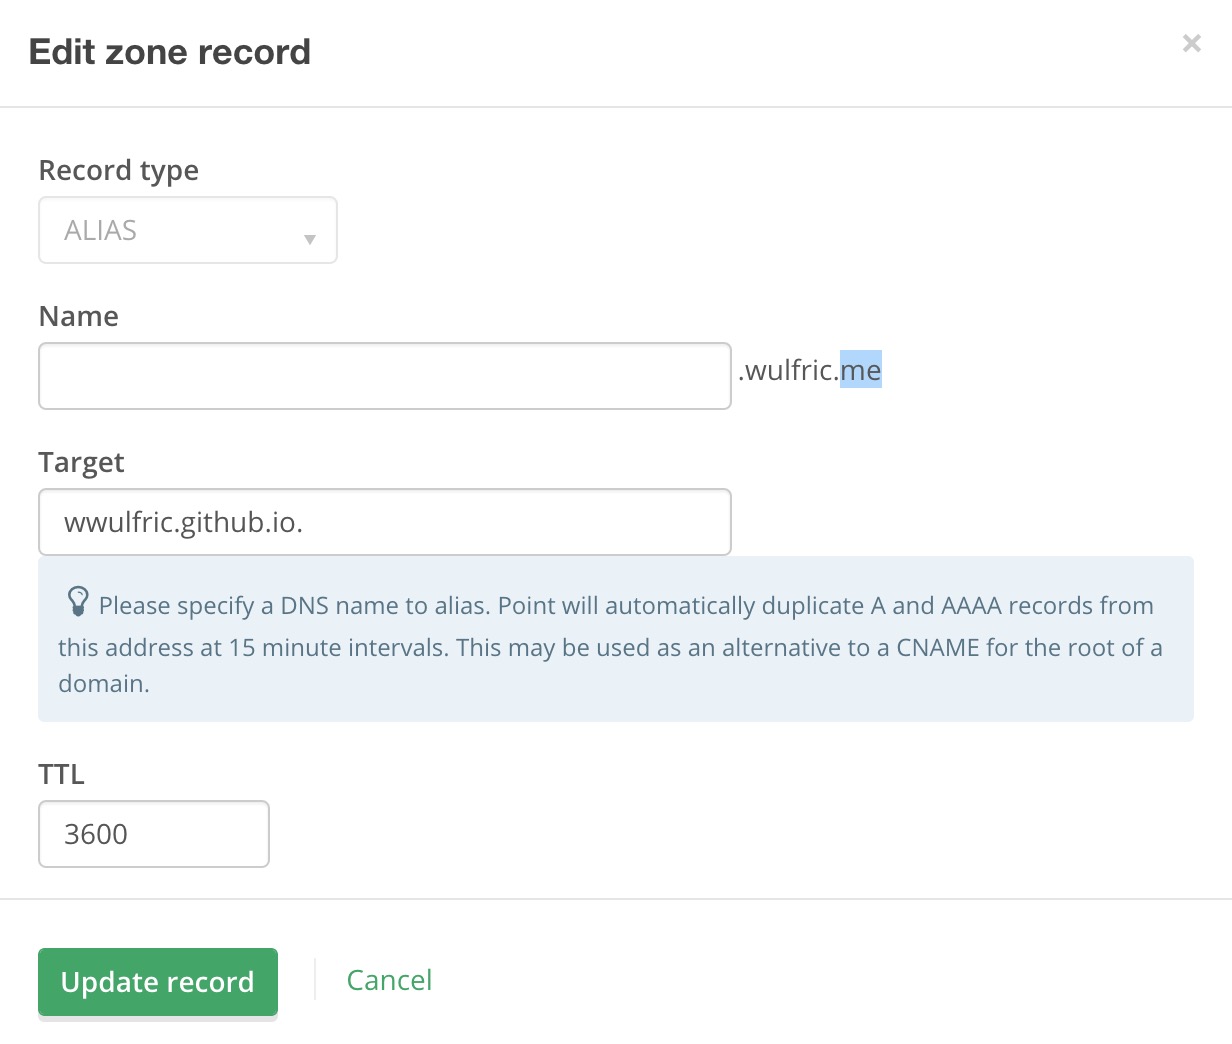 Edit zone record
×
Record type
ALIAS
Name
.wulfric.me
Target
wwulfric.github.io.
Please specify a DNS name to alias. Point will automatically duplicate A and AAAA records from
this address at 15 minute intervals. This may be used as an alternative to a CNAME for the root of a
domain.
TTL
3600
Update record
Cancel